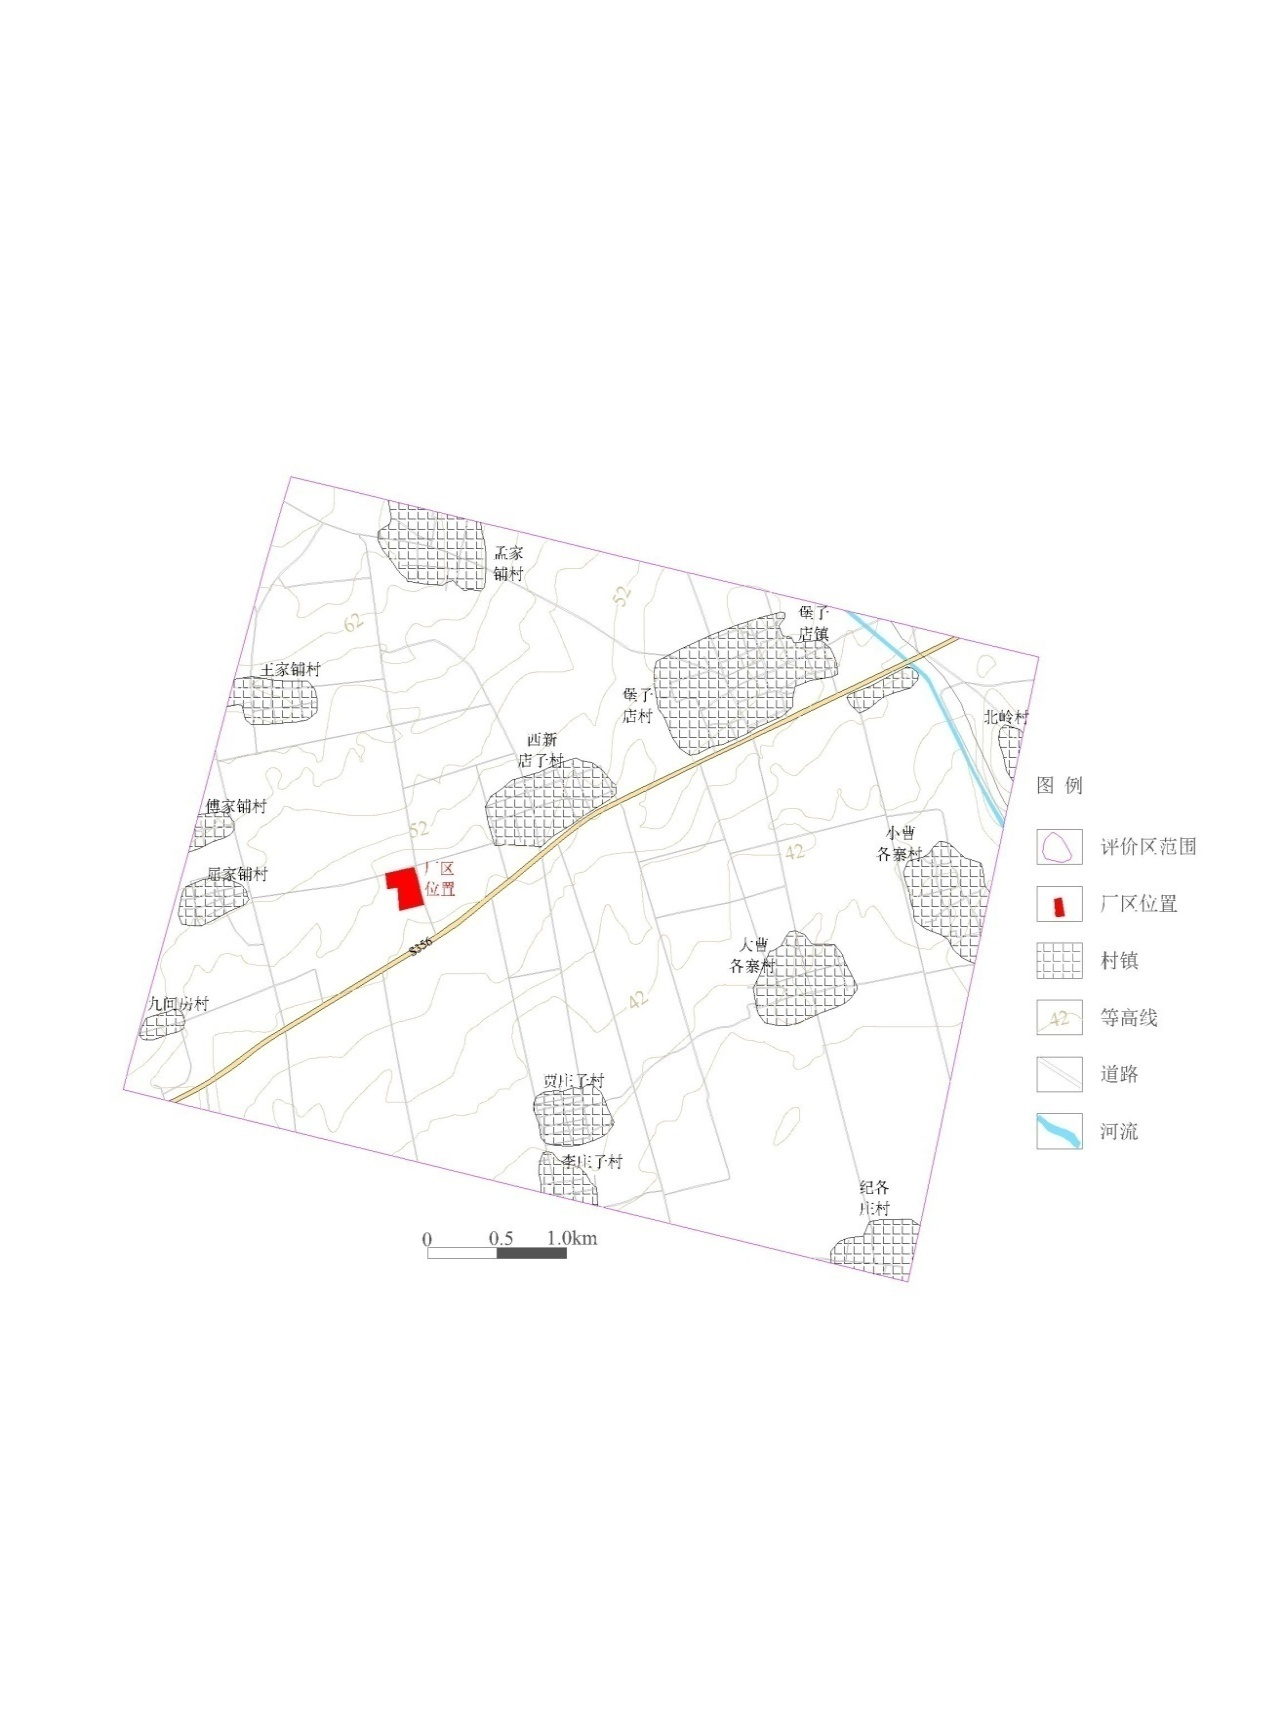 孟家
铺村
52
62
堡子
店镇
王家铺村
堡子
店村
北岭村
西新
店子村
图 例
傅家铺村
52
小曹
各寨村
42
评价区范围
厂区
位置
屈家铺村
厂区位置
S356
大曹
各寨村
村镇
九间房村
42
42
等高线
贾庄子村
道路
李庄子村
河流
纪各
庄村
0 0.5 1.0km